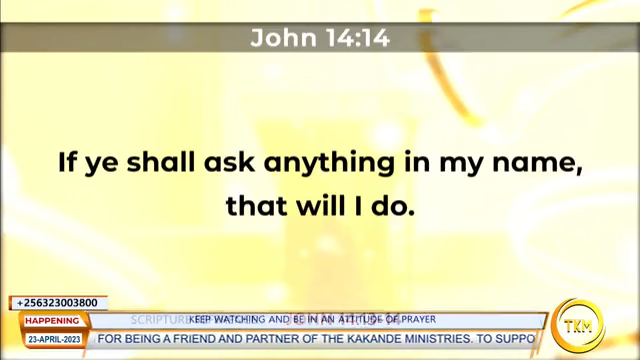 John 14:14
If ye shall ask anything in my name,
that will I do.
+256323003800
HAPPENING
KEEP WATCHING AND BE IN AN ATTITUDE OF PRAYER
23-APRIL-2023
FOR BEING A FRIEND AND PARTNER OF THE KAKANDE MINISTRIES. TO SUPPO
TKM